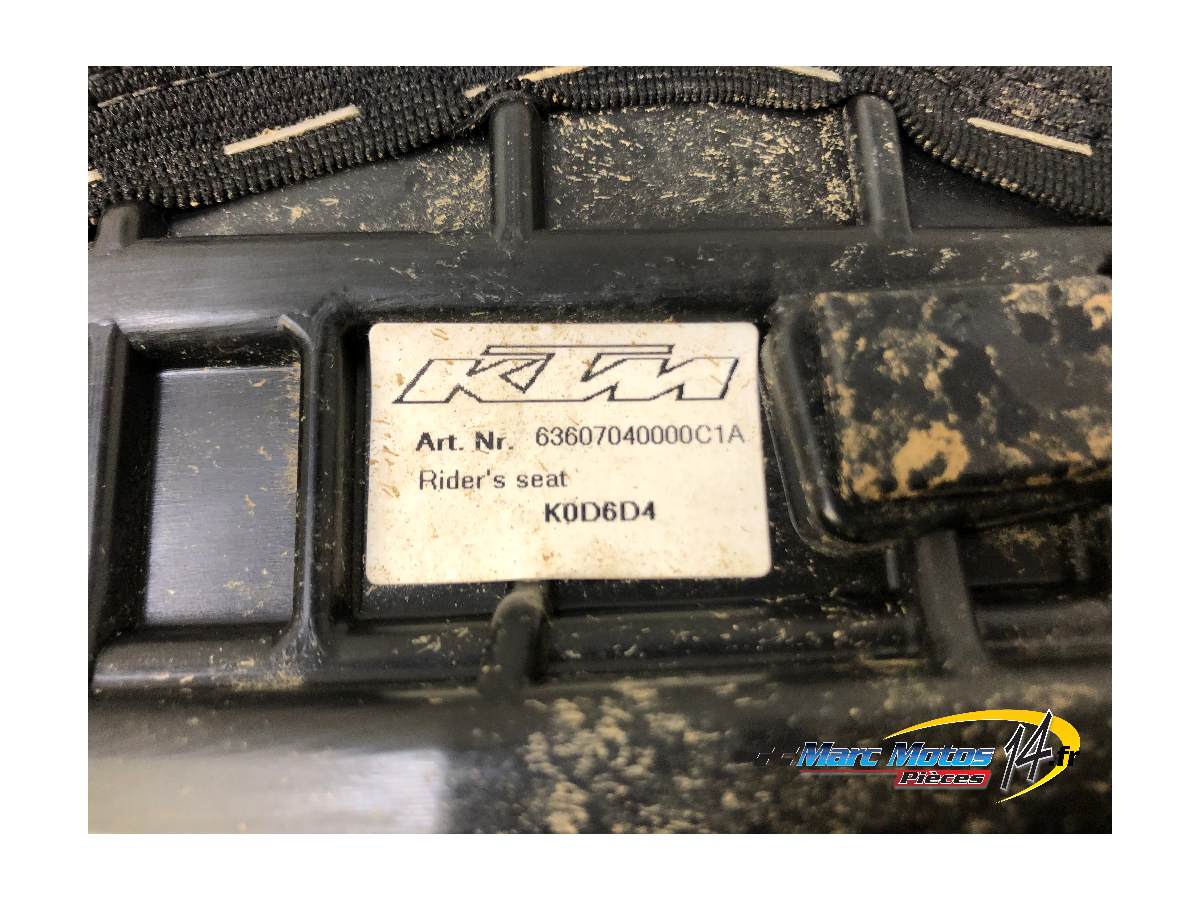 KTM
Art. Nr. 63607040000C1A
Rider's seat
K0D6D4
Marc Motos 14.fr
Pièces